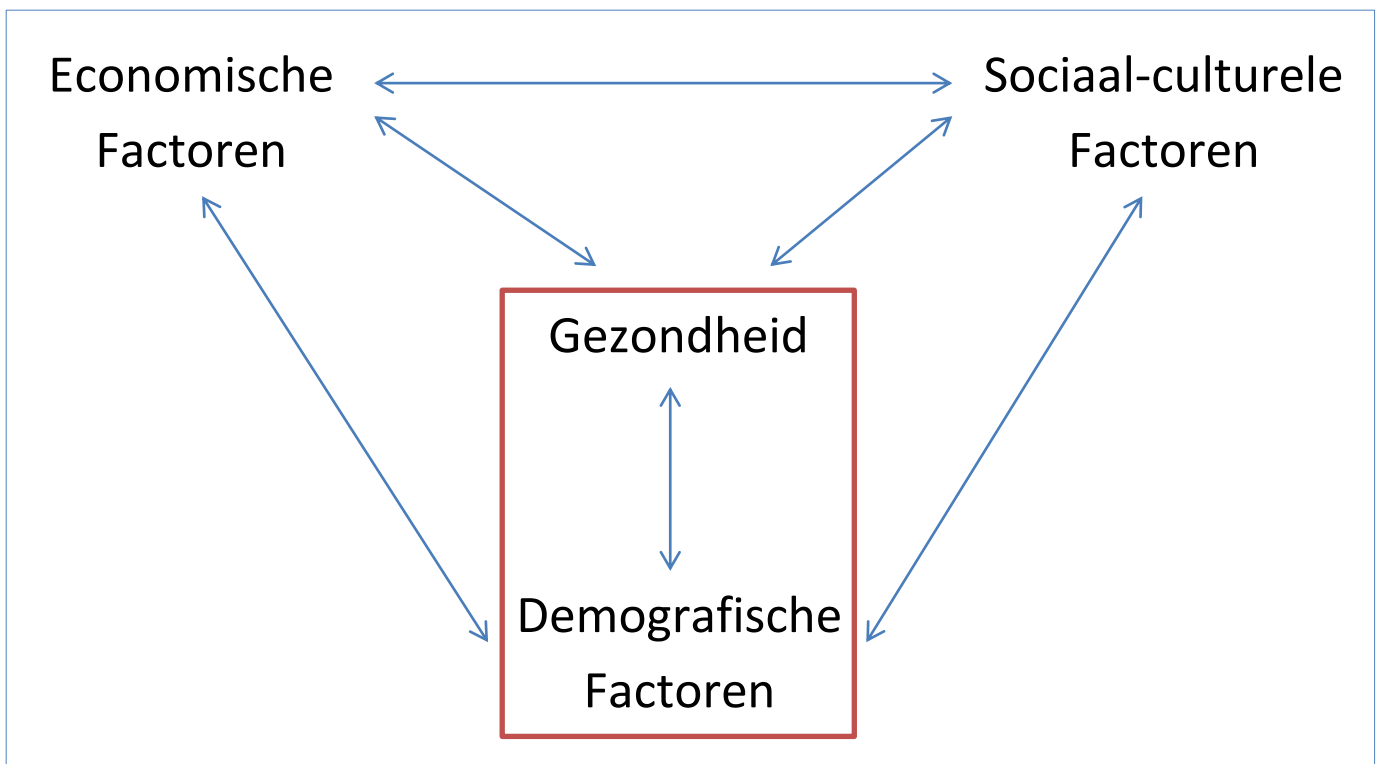 Economische
Factoren
Sociaal-culturele
Factoren
Gezondheid
Demografische
Factoren